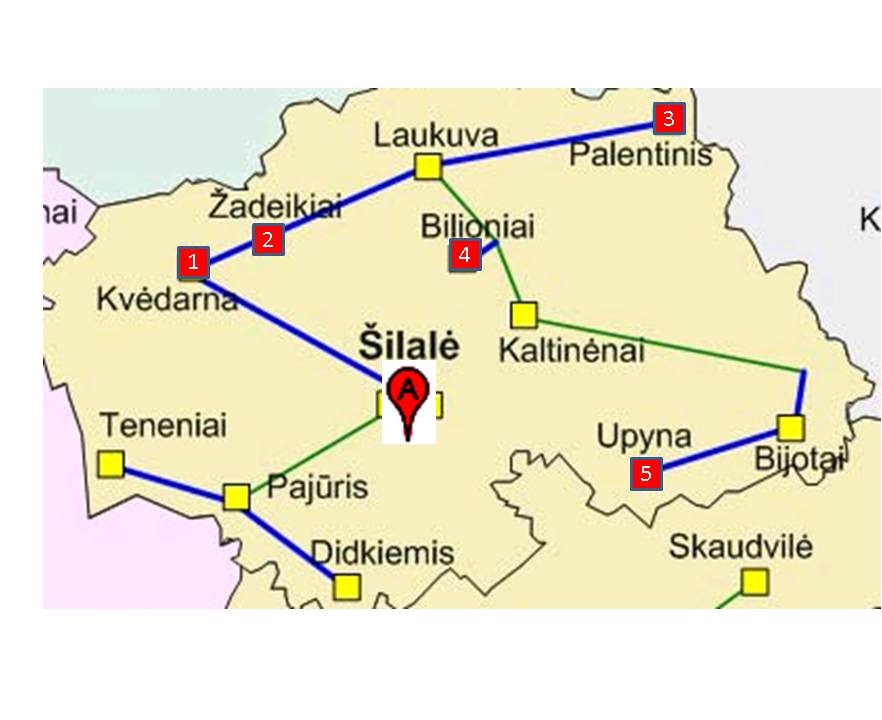 3
Laukuva
Palentinis
Žadeikiai
nai
Bilioniai
K
2
4
1
Kvėdarna
Šilalė
Kaltinėnai
A
Teneniai
Upyna
Bijotai
5
Pajūris
Didkiemis
Skaudvilė